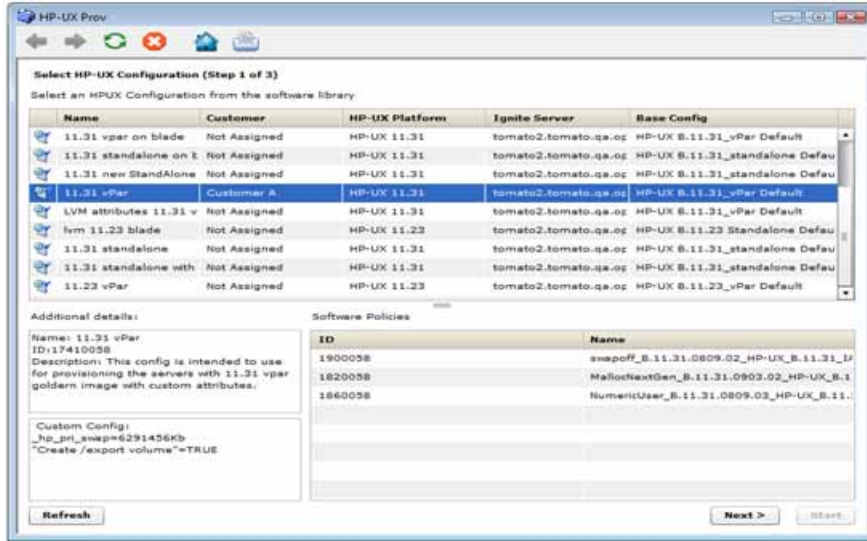 HP-UX Prov
Select HP-UX Configuration (Step 1 of 3)
Select an HPUX Configuration from the software library
Name Customer HP-UX Platform Ignite Server Base Config
11.31 vpar on blade Not Assigned HP-UX 11.31 tomato2.tomato.qa.op HP-UX B.11.31_vPar Default
11.31 standalone on b Not Assigned HP-UX 11.31 tomato2.tomato.qa.op HP-UX B.11.31_standalone Defau
11.31 new StandAlone Not Assigned HP-UX 11.31 tomato2.tomato.qa.op HP-UX B.11.31_standalone Defau
11.31 vPar Customer A HP-UX 11.31 tomato2.tomato.qa.op HP-UX B.11.31_vPar Default
LVM attributes 11.31 v Not Assigned HP-UX 11.31 tomato2.tomato.qa.op HP-UX B.11.31_vPar Default
lvm 11.23 blade Not Assigned HP-UX 11.23 tomato2.tomato.qa.op HP-UX B.11.23 Standalone Defau
11.31 standalone Not Assigned HP-UX 11.31 tomato2.tomato.qa.op HP-UX B.11.31_standalone Defau
11.31 standalone with Not Assigned HP-UX 11.31 tomato2.tomato.qa.op HP-UX B.11.31_standalone Defau
11.23 vPar Not Assigned HP-UX 11.23 tomato2.tomato.qa.op HP-UX B.11.23_vPar Default
Additional details:
Name: 11.31 vPar
ID:17410058
Description: This config is intended to use
for provisioning the servers with 11.31 vpar
goldern image with custom attributes.
Custom Config:
_hp_pri_swap=6291456Kb
"Create /export volume"=TRUE
Software Policies
ID Name
1900058 swapoff_B.11.31.0809.02_HP-UX_B.11.31_IA
1820058 MallocNextGen_B.11.31.0903.02_HP-UX_B.1
1860058 NumericUser_B.11.31.0809.03_HP-UX_B.11.
Refresh
Next >
Start